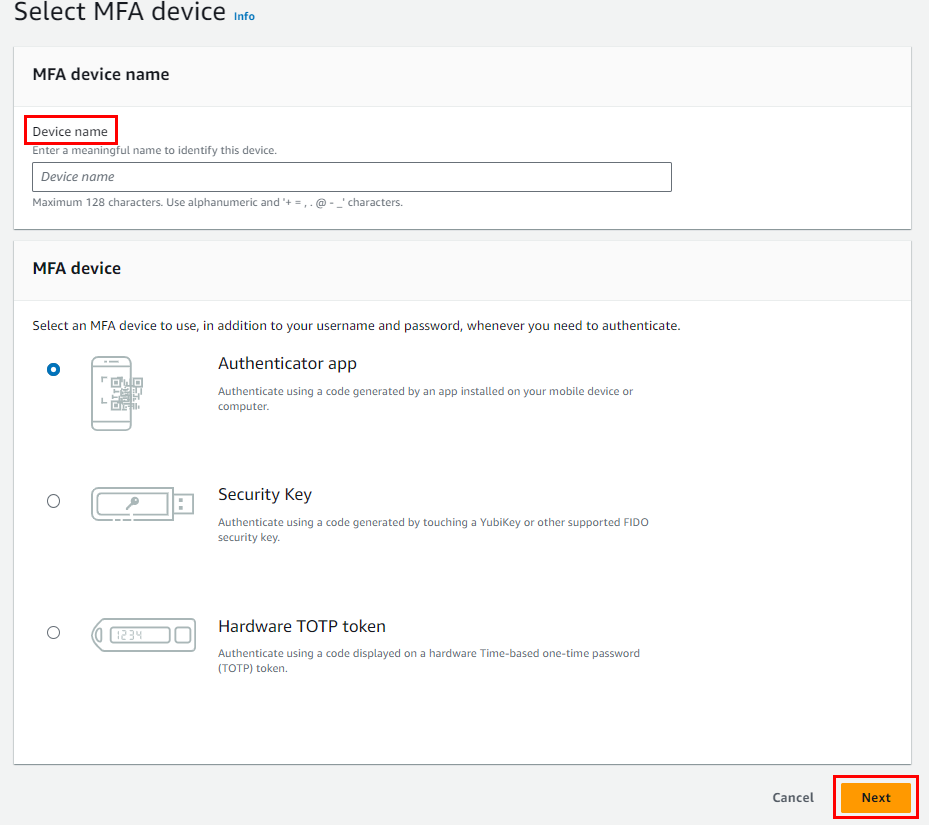 Select MFA device Info
MFA device name
Device name
Enter a meaningful name to identify this device.
Device name
Maximum 128 characters. Use alphanumeric and '+ = , . @ - _' characters.
MFA device
Select an MFA device to use, in addition to your username and password, whenever you need to authenticate.
Authenticator app
Authenticate using a code generated by an app installed on your mobile device or
computer.
Security Key
Authenticate using a code generated by touching a YubiKey or other supported FIDO
security key.
1234
Hardware TOTP token
Authenticate using a code displayed on a hardware Time-based one-time password
(TOTP) token.
Cancel Next